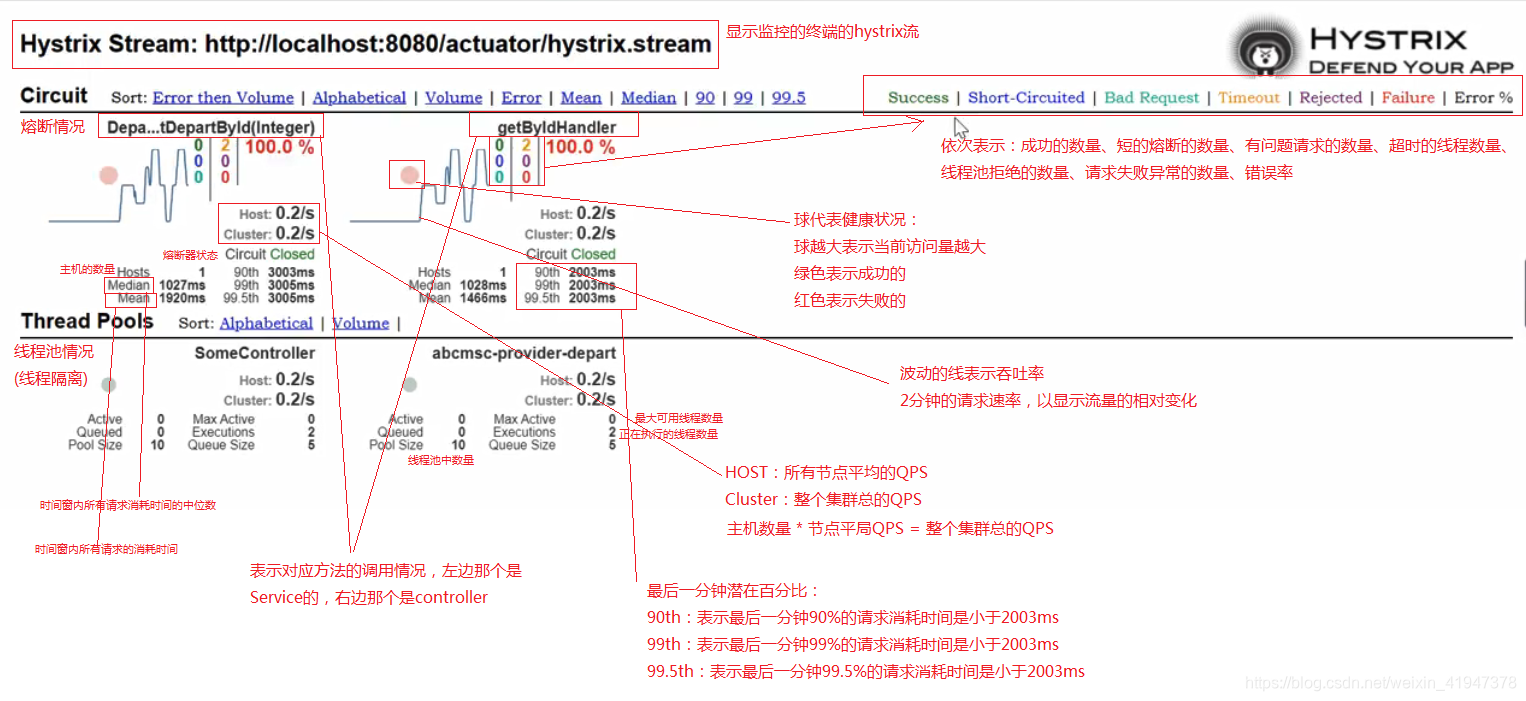 Hystrix Stream: http://localhost:8080/actuator/hystrix.stream
显示监控的终端的hystrix流
HYSTRIX
DEFEND YOUR APP
Circuit Sort: Error then Volume | Alphabetical | Volume | Error | Mean | Median | 90 | 99 | 99.5
Success | Short-Circuited | Bad Request | Timeout | Rejected | Failure | Error %
熔断情况
依次表示：成功的数量、短的熔断的数量、有问题请求的数量、超时的线程数量、
线程池拒绝的数量、请求失败异常的数量、错误率
Depa...tDepartById(Integer)
0 2 100.0 %
0 0
0 0
Host: 0.2/s
Cluster: 0.2/s
熔断器状态
Circuit Closed
主机的数量
Hosts 1 90th 3003ms
Median 1027ms 99th 3005ms
Mean 1920ms 99.5th 3005ms
getByIdHandler
0 2 100.0 %
0 0
0 0
Host: 0.2/s
Cluster: 0.2/s
Circuit Closed
Hosts 1 90th 2003ms
Median 1028ms 99th 2003ms
Mean 1466ms 99.5th 2003ms
球代表健康状况：
球越大表示当前访问量越大
绿色表示成功的
红色表示失败的
Thread Pools Sort: Alphabetical | Volume |
线程池情况
(线程隔离)
SomeController
Host: 0.2/s
Cluster: 0.2/s
Active 0 Max Active 0
Queued 0 Executions 2
Pool Size 10 Queue Size 5
abcmsc-provider-depart
Host: 0.2/s
Cluster: 0.2/s
Active 0 Max Active 0
Queued 0 Executions 2
Pool Size 10 Queue Size 5
最大可用线程数量
正在执行的线程数量
线程池中数量
波动的线表示吞吐率
2分钟的请求速率，以显示流量的相对变化
HOST：所有节点平均的QPS
Cluster：整个集群总的QPS
主机数量 * 节点平局QPS = 整个集群总的QPS
时间窗内所有请求消耗时间的中位数
时间窗内所有请求的消耗时间
表示对应方法的调用情况，左边那个是
Service的，右边那个是controller
最后一分钟潜在百分比：
90th：表示最后一分钟90%的请求消耗时间是小于2003ms
99th：表示最后一分钟99%的请求消耗时间是小于2003ms
99.5th：表示最后一分钟99.5%的请求消耗时间是小于2003ms
https://blog.csdn.net/weixin_41947378